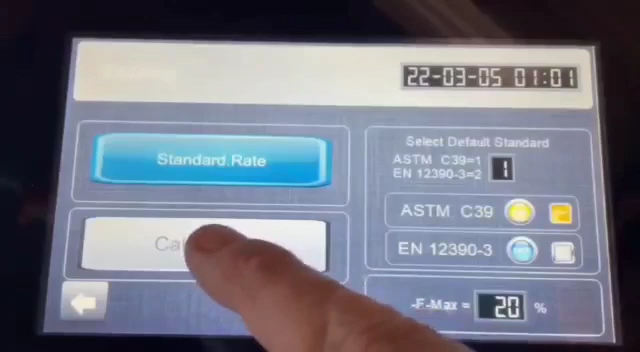 22-03-05 01:01
Standard.Rate
Select Default Standard
ASTM C39=1
EN 12390-3=2
1
ASTM C39
EN 12390-3
Ca
-F-Max = 20 %